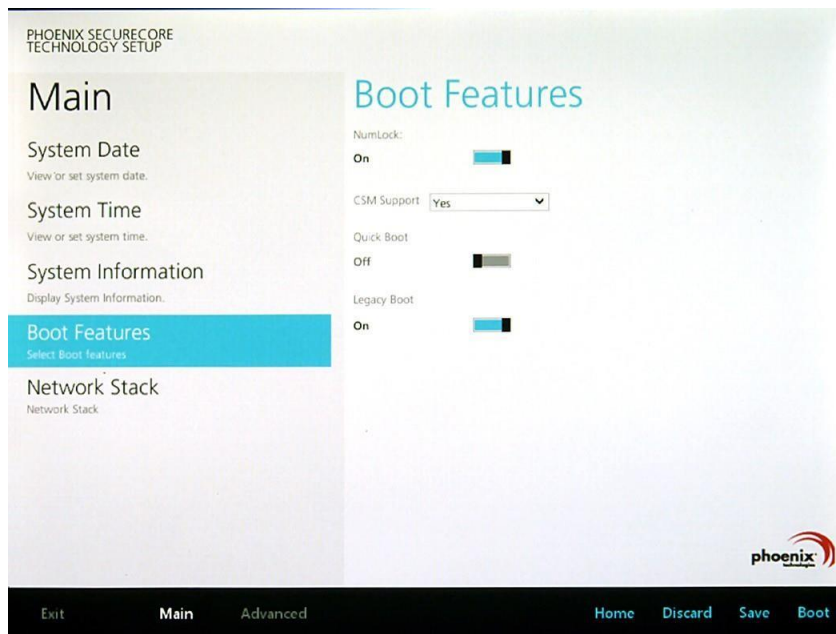 PHOENIX SECURECORE
TECHNOLOGY SETUP
Main
System Date
View or set system date.
System Time
View or set system time.
System Information
Display System Information.
Boot Features
Select Boot features
Network Stack
Network Stack
Boot Features
NumLock:
On
CSM Support Yes
Quick Boot
Off
Legacy Boot
On
phoenix
technologies
Exit Main Advanced Home Discard Save Boot